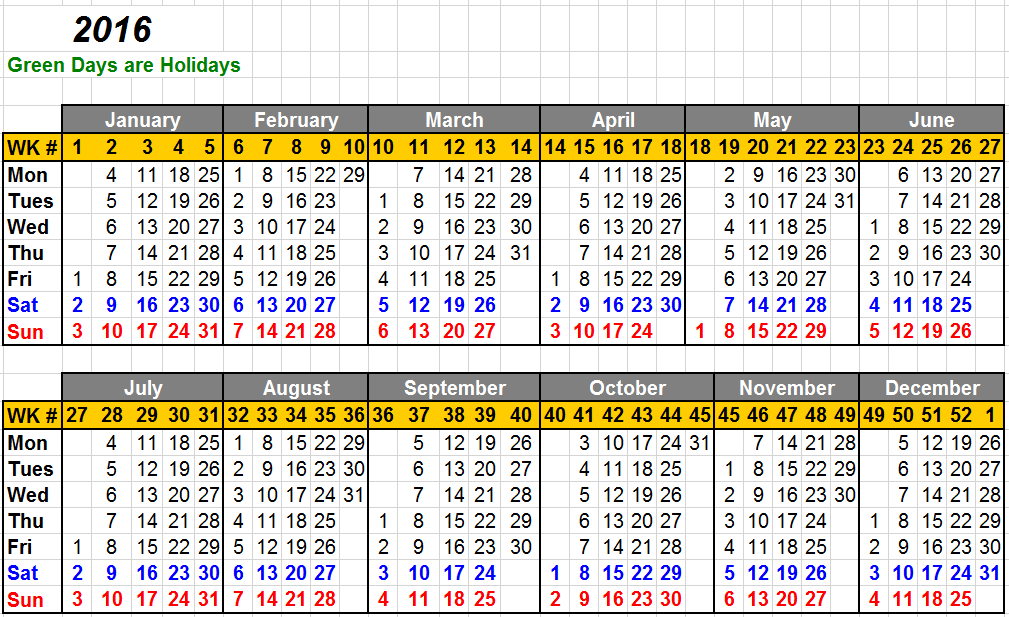 2016
Green Days are Holidays
January February March April May June
WK # 1 2 3 4 5 6 7 8 9 10 10 11 12 13 14 14 15 16 17 18 18 19 20 21 22 23 23 24 25 26 27
Mon 4 11 18 25 1 8 15 22 29 7 14 21 28 4 11 18 25 2 9 16 23 30 6 13 20 27
Tues 5 12 19 26 2 9 16 23 1 8 15 22 29 5 12 19 26 3 10 17 24 31 7 14 21 28
Wed 6 13 20 27 3 10 17 24 2 9 16 23 30 6 13 20 27 4 11 18 25 1 8 15 22 29
Thu 7 14 21 28 4 11 18 25 3 10 17 24 31 7 14 21 28 5 12 19 26 2 9 16 23 30
Fri 1 8 15 22 29 5 12 19 26 4 11 18 25 1 8 15 22 29 6 13 20 27 3 10 17 24
Sat 2 9 16 23 30 6 13 20 27 5 12 19 26 2 9 16 23 30 7 14 21 28 4 11 18 25
Sun 3 10 17 24 31 7 14 21 28 6 13 20 27 3 10 17 24 1 8 15 22 29 5 12 19 26
July August September October November December
WK # 27 28 29 30 31 32 33 34 35 36 36 37 38 39 40 40 41 42 43 44 45 45 46 47 48 49 49 50 51 52 1
Mon 4 11 18 25 1 8 15 22 29 5 12 19 26 3 10 17 24 31 7 14 21 28 5 12 19 26
Tues 5 12 19 26 2 9 16 23 30 6 13 20 27 4 11 18 25 1 8 15 22 29 6 13 20 27
Wed 6 13 20 27 3 10 17 24 31 7 14 21 28 5 12 19 26 2 9 16 23 30 7 14 21 28
Thu 7 14 21 28 4 11 18 25 1 8 15 22 29 6 13 20 27 3 10 17 24 1 8 15 22 29
Fri 1 8 15 22 29 5 12 19 26 2 9 16 23 30 7 14 21 28 4 11 18 25 2 9 16 23 30
Sat 2 9 16 23 30 6 13 20 27 3 10 17 24 1 8 15 22 29 5 12 19 26 3 10 17 24 31
Sun 3 10 17 24 31 7 14 21 28 4 11 18 25 2 9 16 23 30 6 13 20 27 4 11 18 25